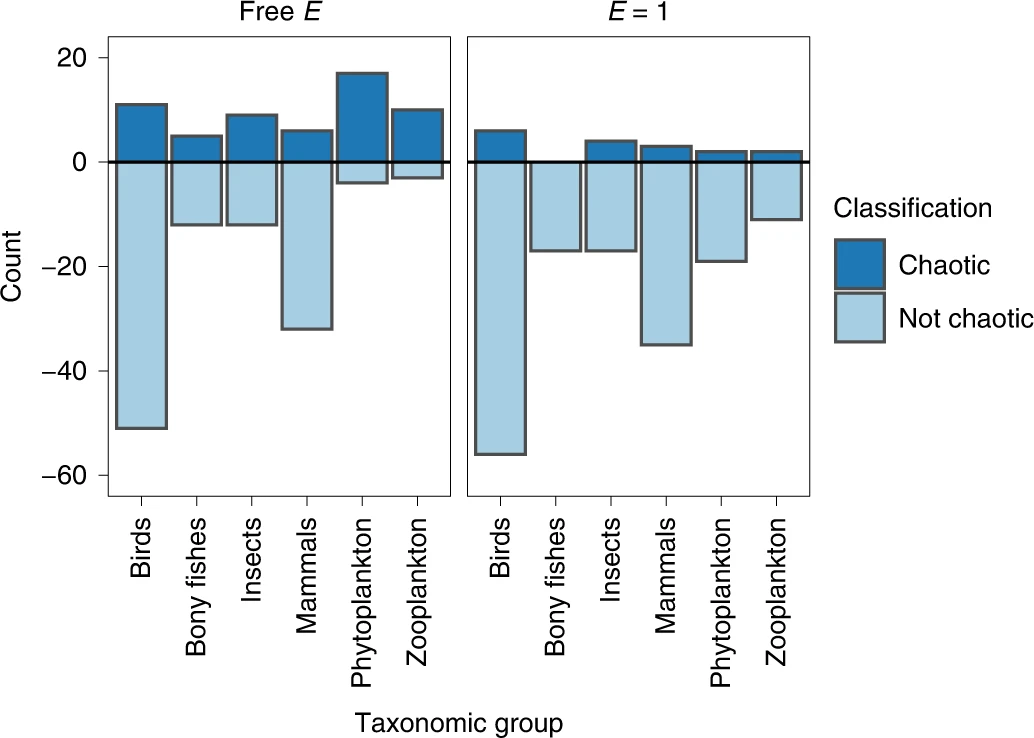 Free E
E = 1
20
0
−20
−40
−60
Count
Birds
Bony fishes
Insects
Mammals
Phytoplankton
Zooplankton
Birds
Bony fishes
Insects
Mammals
Phytoplankton
Zooplankton
Taxonomic group
Classification
Chaotic
Not chaotic